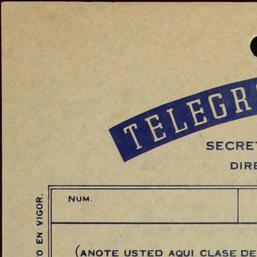 TELEGR
SECRET
DIRE
NUM.
O EN VIGOR.
(ANOTE USTED AQUI CLASE DE